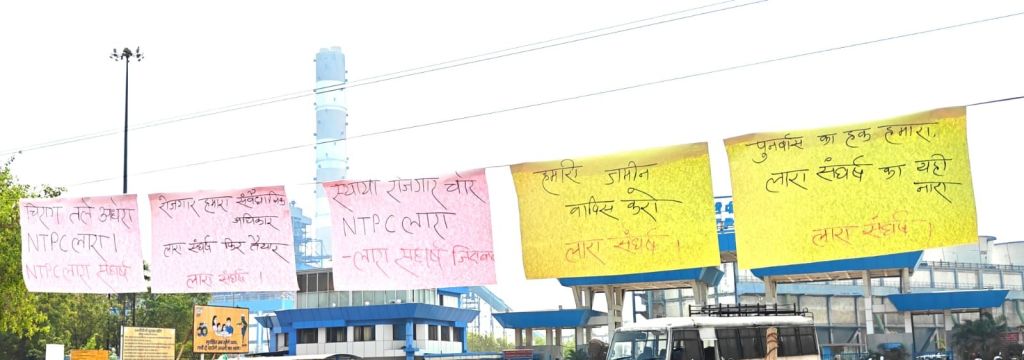 चिराग तले अंधेरा
NTPC लारा।
NTPC लारा संघर्ष
रोजगार हमारा संवैधानिक
अधिकार
लारा संघर्ष फिर तैयार
लारा संघर्ष ।
स्थायी रोजगार चोर
NTPC लारा
-लारा संघर्ष
हमारी जमीन
वापिस करो
लारा संघर्ष ।
पुनर्वास का हक हमारा,
लारा संघर्ष का यही
नारा
लारा संघर्ष ।